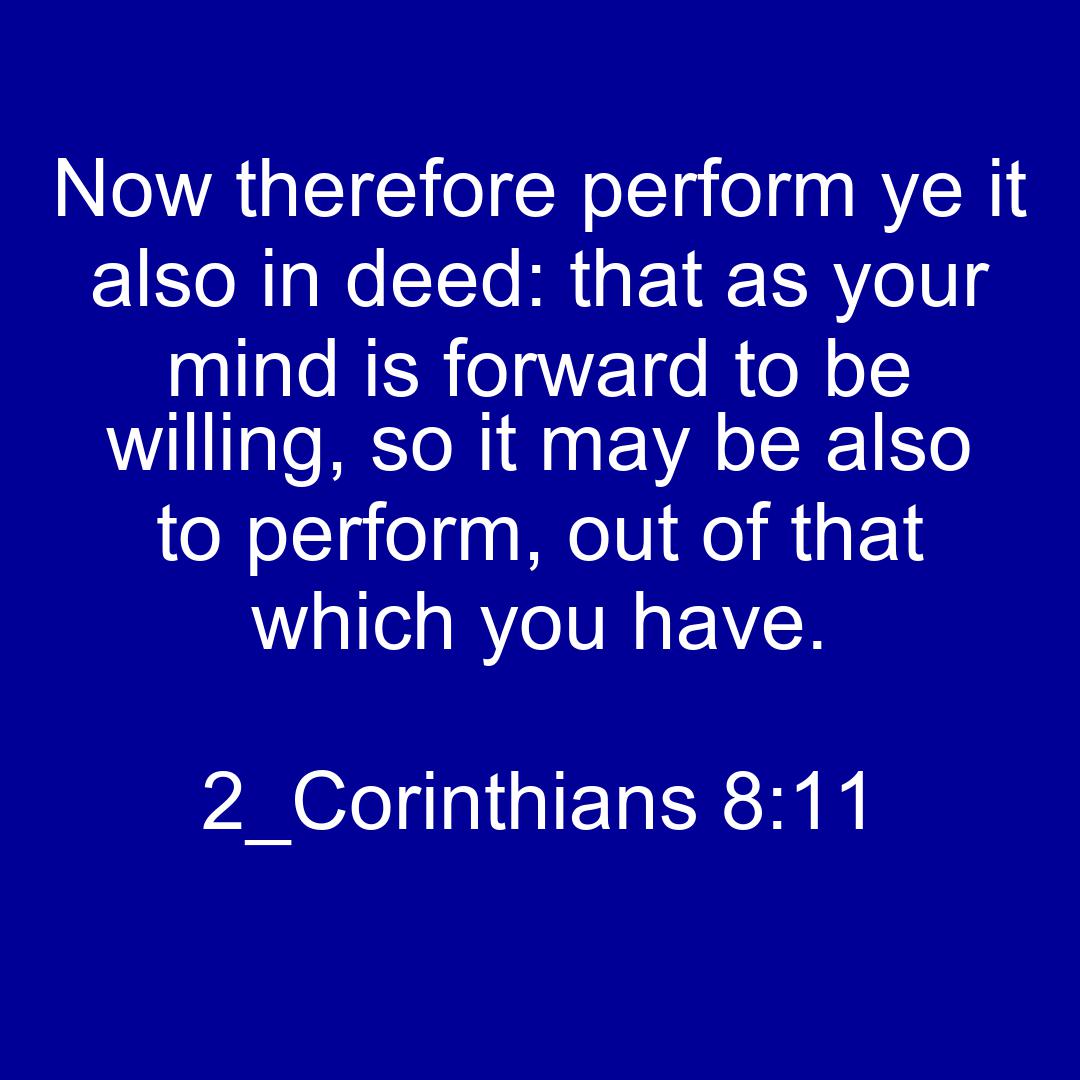 Now therefore perform ye it
also in deed: that as your
mind is forward to be
willing, so it may be also
to perform, out of that
which you have.
2_Corinthians 8:11